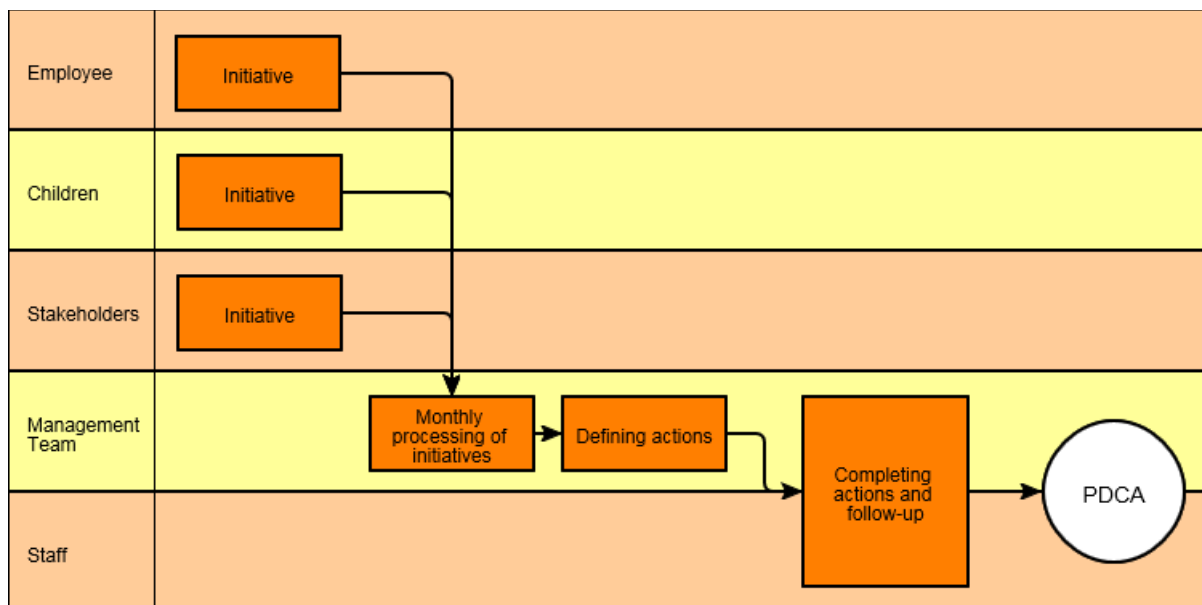 Employee
Initiative
Children
Initiative
Stakeholders
Initiative
Management
Team
Monthly
processing of
initiatives
Defining actions
Completing
actions and
follow-up
PDCA
Staff